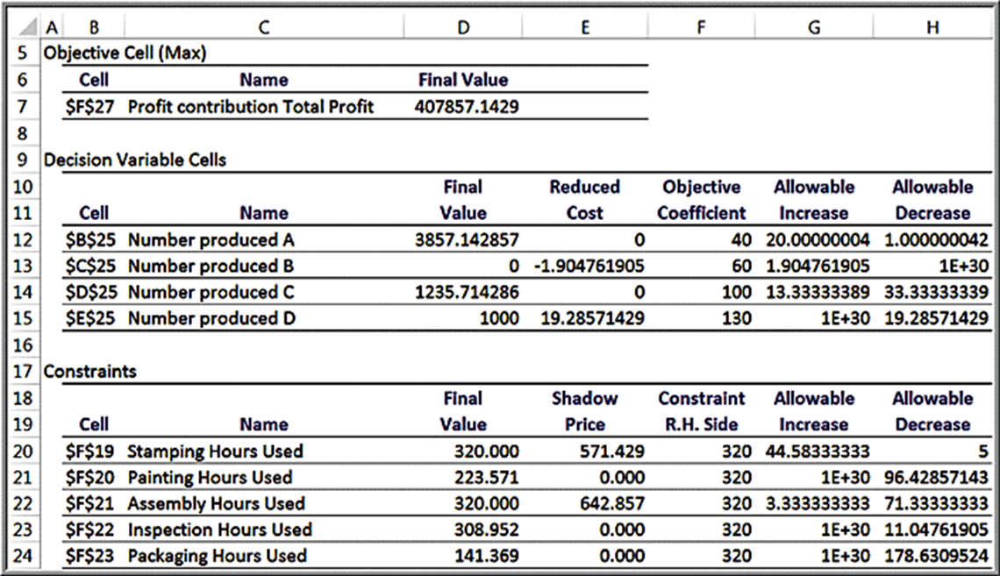 A B C D E F G H
5 Objective Cell (Max)
6 Cell Name Final Value
7 $F$27 Profit contribution Total Profit 407857.1429
8
9 Decision Variable Cells
10 Final Reduced Objective Allowable Allowable
11 Cell Name Value Cost Coefficient Increase Decrease
12 $B$25 Number produced A 3857.142857 0 40 20.00000004 1.000000042
13 $C$25 Number produced B 0 -1.904761905 60 1.904761905 1E+30
14 $D$25 Number produced C 1235.714286 0 100 13.33333389 33.33333339
15 $E$25 Number produced D 1000 19.28571429 130 1E+30 19.28571429
16
17 Constraints
18 Final Shadow Constraint Allowable Allowable
19 Cell Name Value Price R.H. Side Increase Decrease
20 $F$19 Stamping Hours Used 320.000 571.429 320 44.58333333 5
21 $F$20 Painting Hours Used 223.571 0.000 320 1E+30 96.42857143
22 $F$21 Assembly Hours Used 320.000 642.857 320 3.333333333 71.33333333
23 $F$22 Inspection Hours Used 308.952 0.000 320 1E+30 11.04761905
24 $F$23 Packaging Hours Used 141.369 0.000 320 1E+30 178.6309524